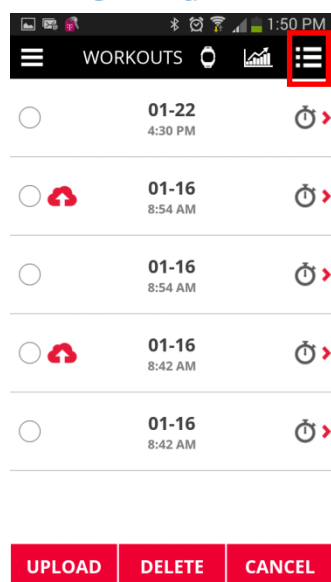 1:50 PM
WORKOUTS
01-22
4:30 PM
01-16
8:54 AM
01-16
8:54 AM
01-16
8:42 AM
01-16
8:42 AM
UPLOAD DELETE CANCEL